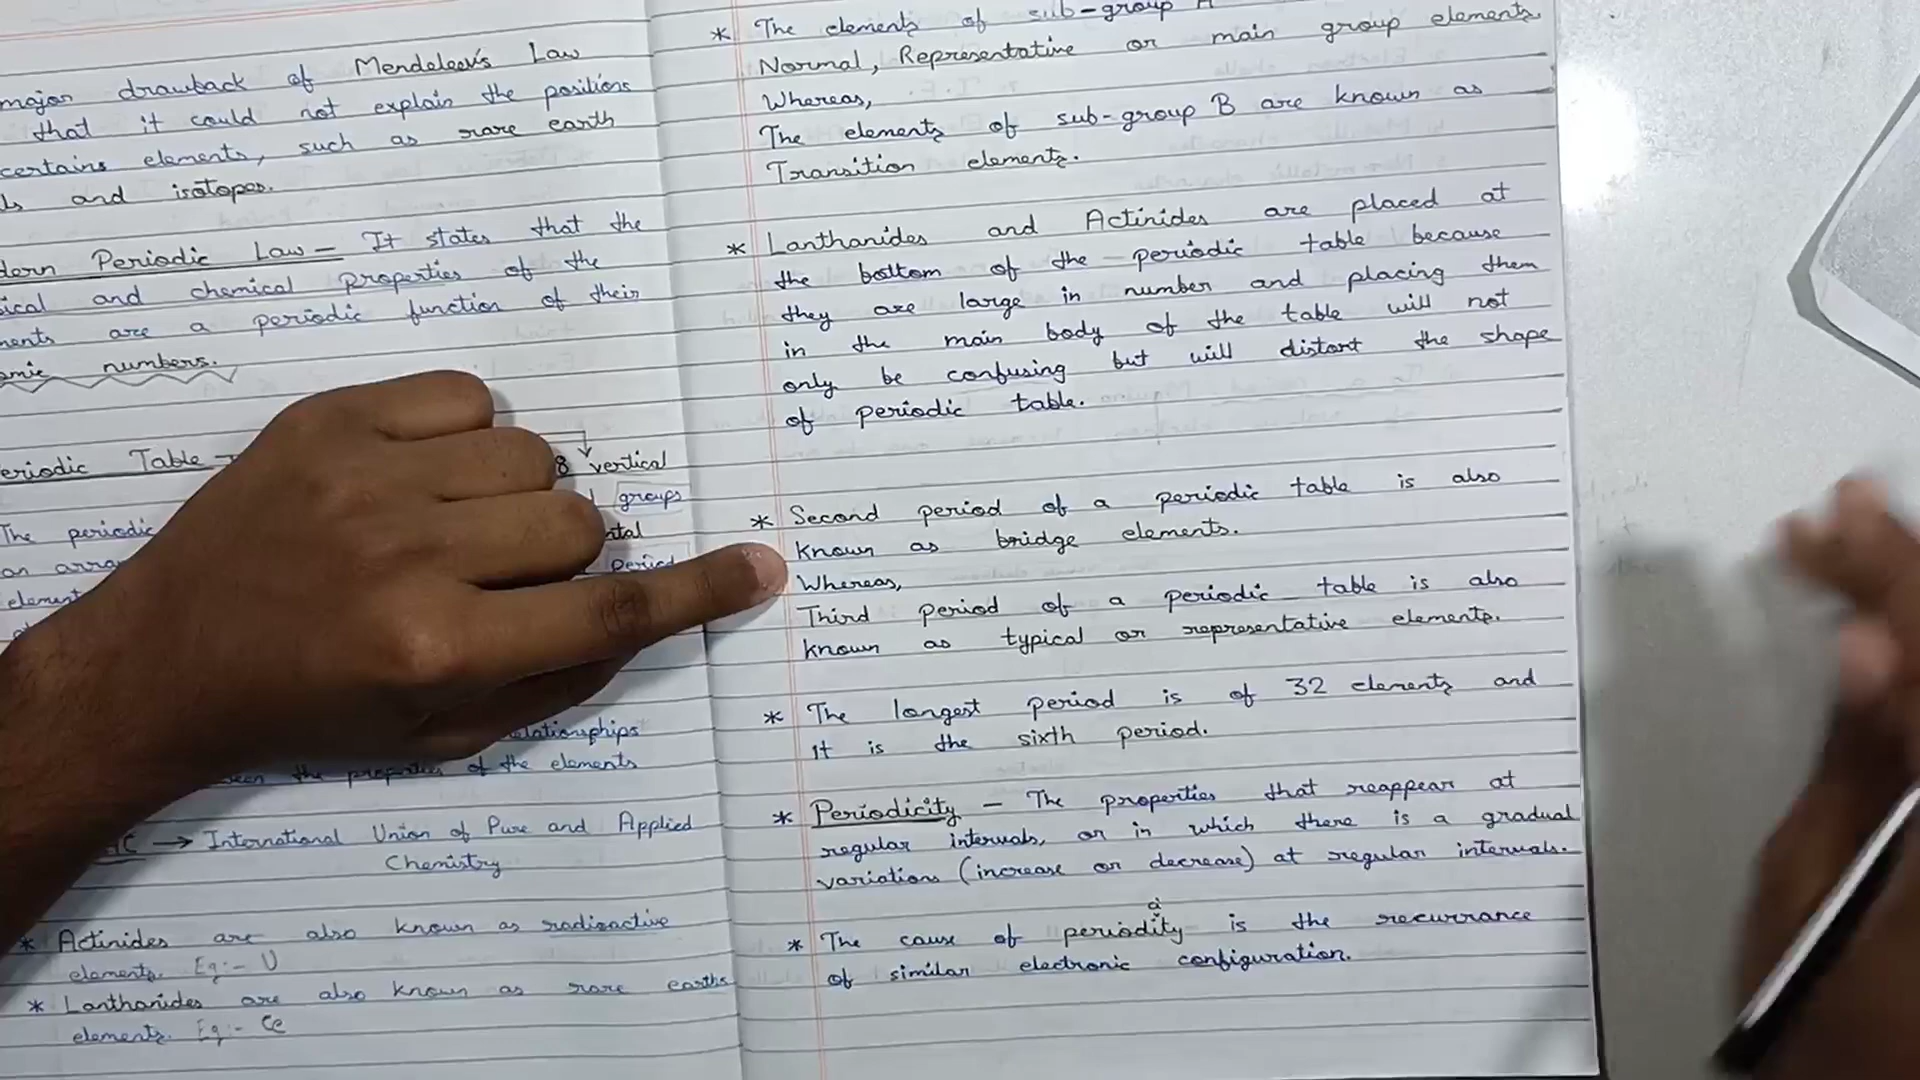 major drawback of Mendeleev's Law
that it could not explain the positions
certains elements, such as rare earth
and isotopes.
Periodic Law — It states that the
and chemical properties of the
are a periodic function of their
numbers.
Table
8 vertical
groups
The periodic
period
relationships
the properties of the elements
→ International Union of Pure and Applied
Chemistry
* Actinides are also known as radioactive
elements. Eg:- U
* Lanthanides are also known as rare earths
elements. Eg:- Ce
* The elements of sub-group A
Normal, Representative or main group elements.
Whereas,
The elements of sub-group B are known as
Transition elements.
* Lanthanides and Actinides are placed at
the bottom of the periodic table because
they are large in number and placing them
in the main body of the table will not
only be confusing but will distort the shape
of periodic table.
* Second period of a periodic table is also
known as bridge elements.
Whereas,
Third period of a periodic table is also
known as typical or representative elements.
* The longest period is of 32 elements and
it is the sixth period.
* Periodicity — The properties that reappear at
regular intervals, or in which there is a gradual
variations (increase or decrease) at regular intervals.
* The cause of periodicity is the recurrance
of similar electronic configuration.